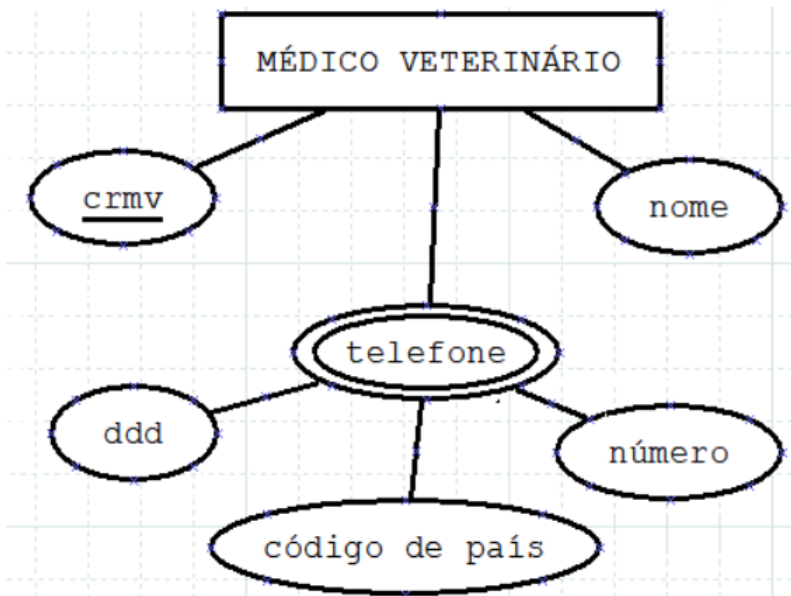 MÉDICO VETERINÁRIO
crmv
nome
telefone
ddd
número
código de país